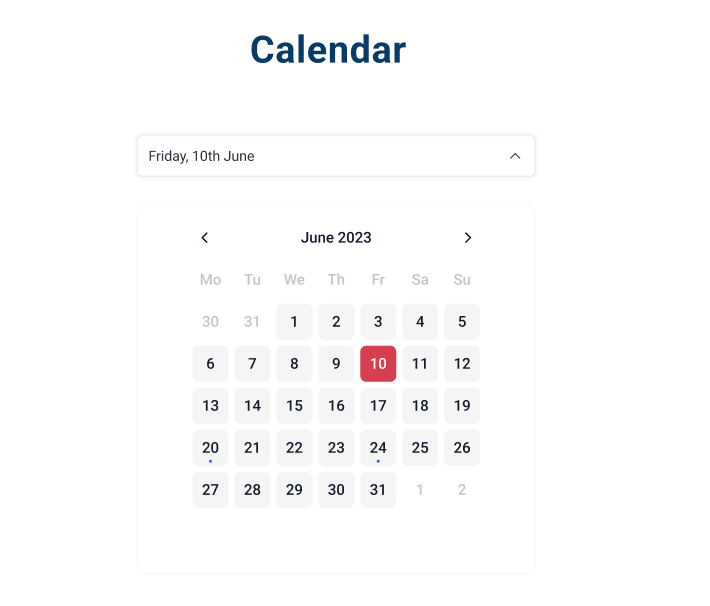 Calendar
Friday, 10th June
June 2023
Mo Tu We Th Fr Sa Su
30 31 1 2 3 4 5
6 7 8 9 10 11 12
13 14 15 16 17 18 19
20 21 22 23 24 25 26
27 28 29 30 31 1 2